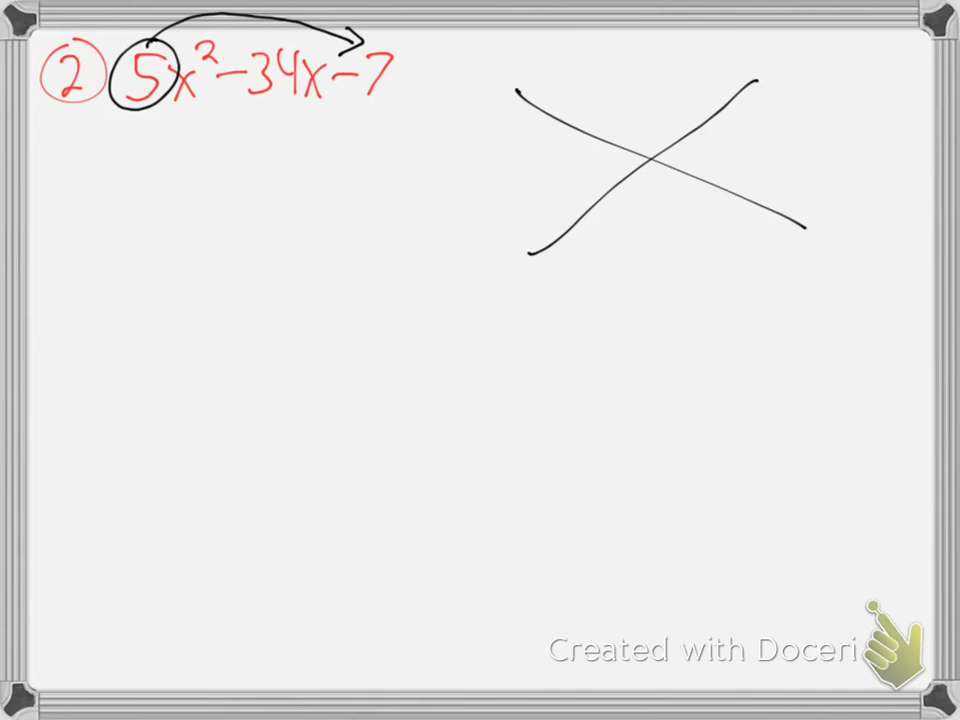 ② 5x² - 34x - 7
Created with Doceri